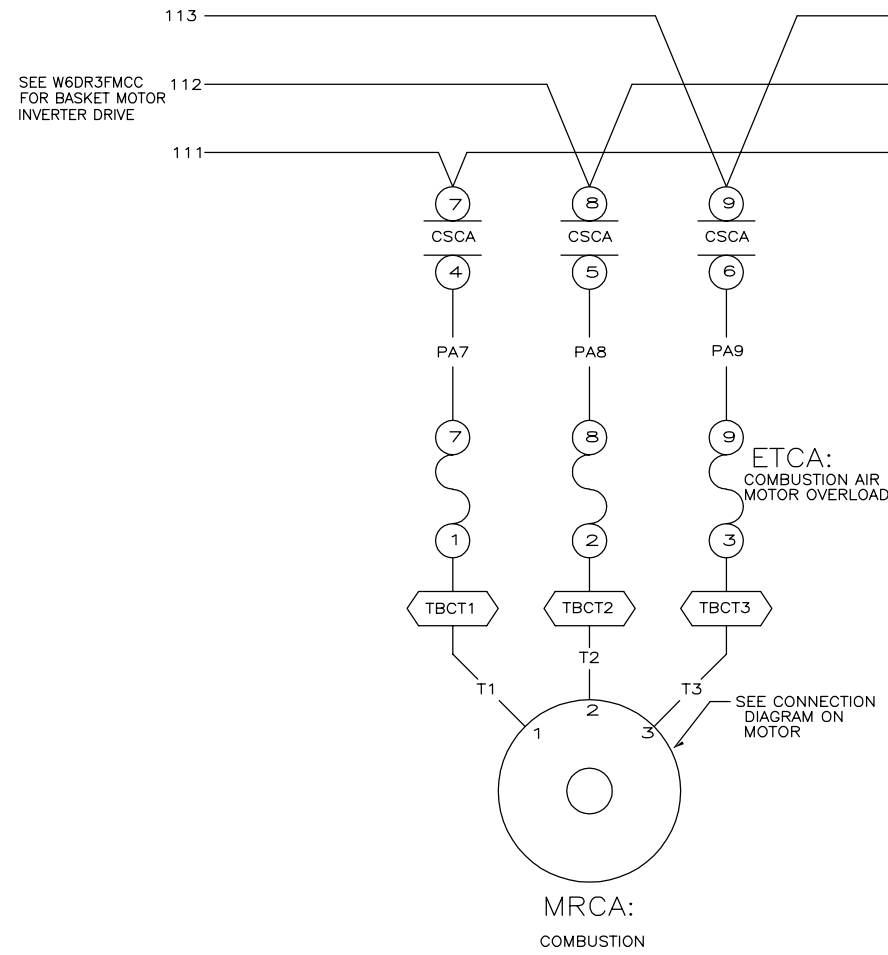 113
SEE W6DR3FMCC
FOR BASKET MOTOR
INVERTER DRIVE
112
111
7
8
9
CSCA
CSCA
CSCA
4
5
6
PA7
PA8
PA9
7
8
9
ETCA:
COMBUSTION AIR
MOTOR OVERLOAD
1
2
3
TBCT1
TBCT2
TBCT3
T2
T1
T3
SEE CONNECTION
DIAGRAM ON
MOTOR
2
1
3
MRCA:
COMBUSTION